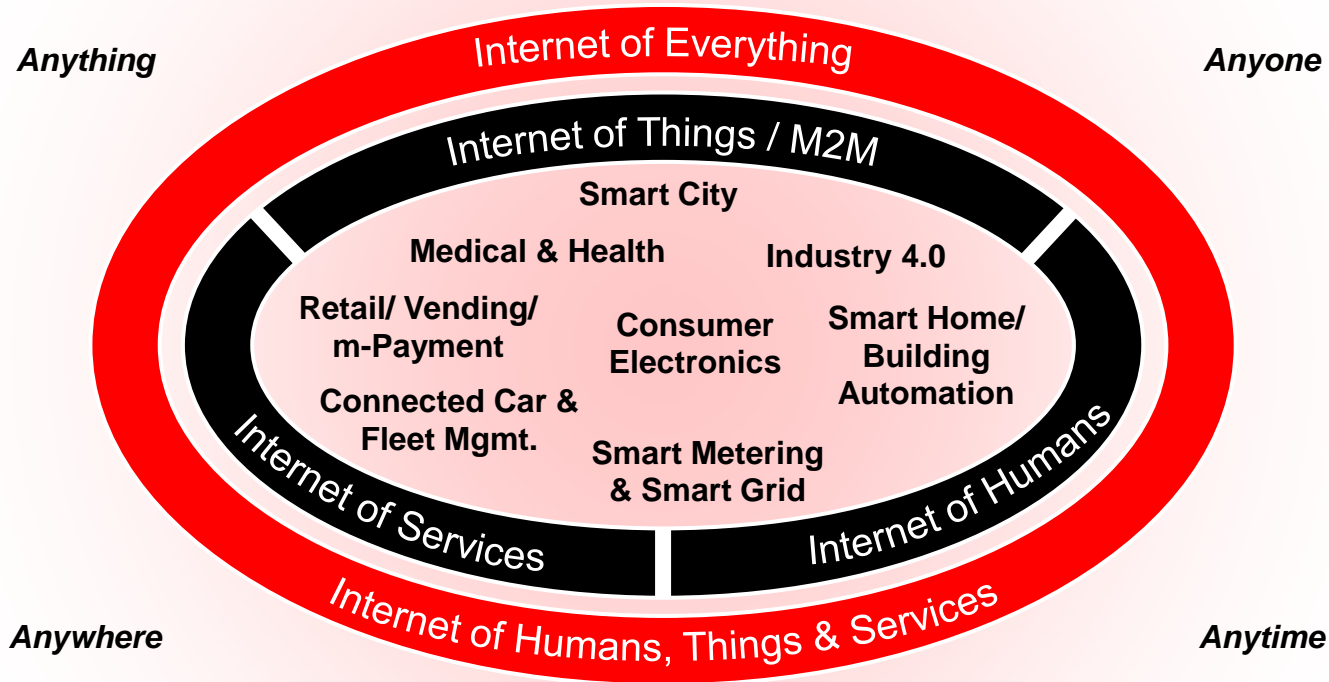 Anything
Internet of Everything
Anyone
Internet of Things / M2M
Smart City
Medical & Health
Industry 4.0
Retail/ Vending/
m-Payment
Consumer
Electronics
Smart Home/
Building
Automation
Connected Car &
Fleet Mgmt.
Smart Metering
& Smart Grid
Internet of Services
Internet of Humans
Internet of Humans, Things & Services
Anywhere
Anytime